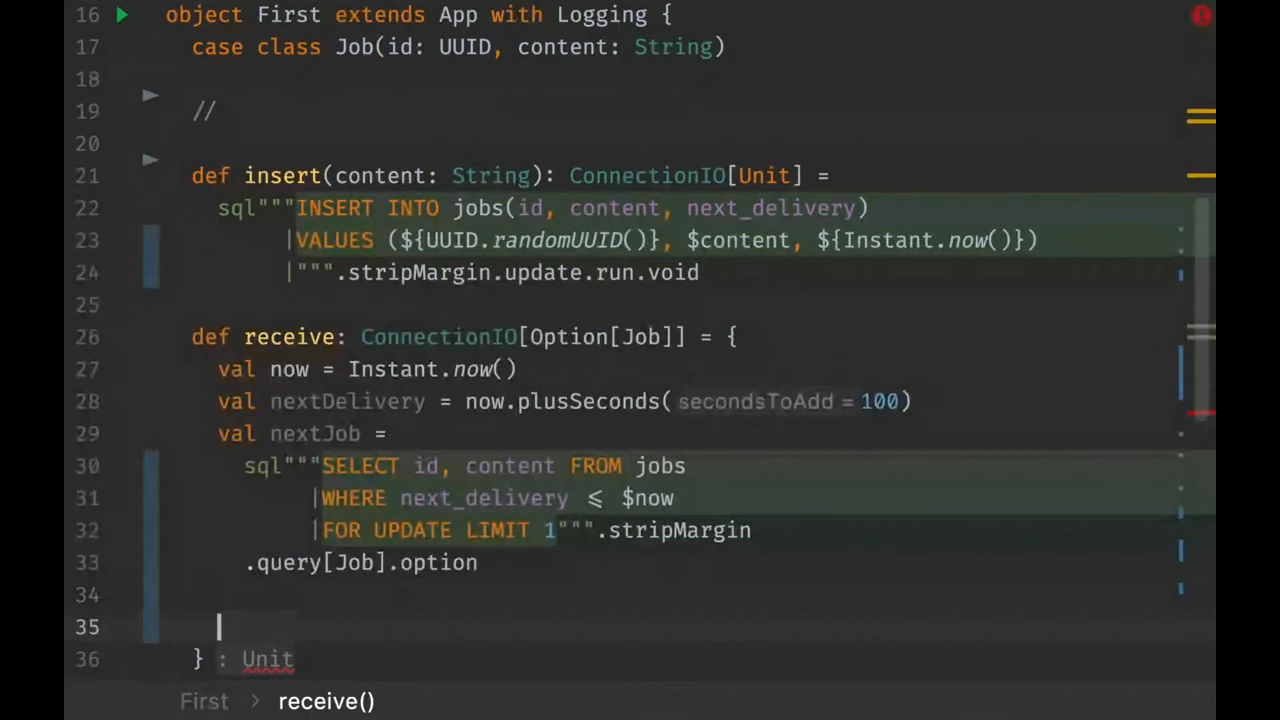 16 object First extends App with Logging {
17 case class Job(id: UUID, content: String)
18
19 //
20
21 def insert(content: String): ConnectionIO[Unit] =
22 sql"""INSERT INTO jobs(id, content, next_delivery)
23 |VALUES (${UUID.randomUUID()}, $content, ${Instant.now()})
24 |""".stripMargin.update.run.void
25
26 def receive: ConnectionIO[Option[Job]] = {
27 val now = Instant.now()
28 val nextDelivery = now.plusSeconds( secondsToAdd = 100)
29 val nextJob =
30 sql"""SELECT id, content FROM jobs
31 |WHERE next_delivery <= $now
32 |FOR UPDATE LIMIT 1""".stripMargin
33 .query[Job].option
34
35
36 } : Unit
First > receive()